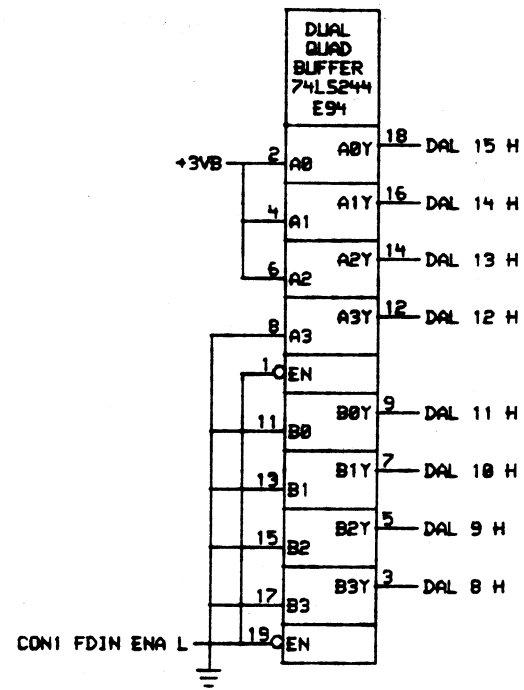 DUAL
QUAD
BUFFER
74LS244
E94
+3VB 2 A0 A0Y 18 DAL 15 H
4 A1 A1Y 16 DAL 14 H
6 A2 A2Y 14 DAL 13 H
8 A3 A3Y 12 DAL 12 H
1 EN
11 B0 B0Y 9 DAL 11 H
13 B1 B1Y 7 DAL 10 H
15 B2 B2Y 5 DAL 9 H
17 B3 B3Y 3 DAL 8 H
CON1 FDIN ENA L 19 EN